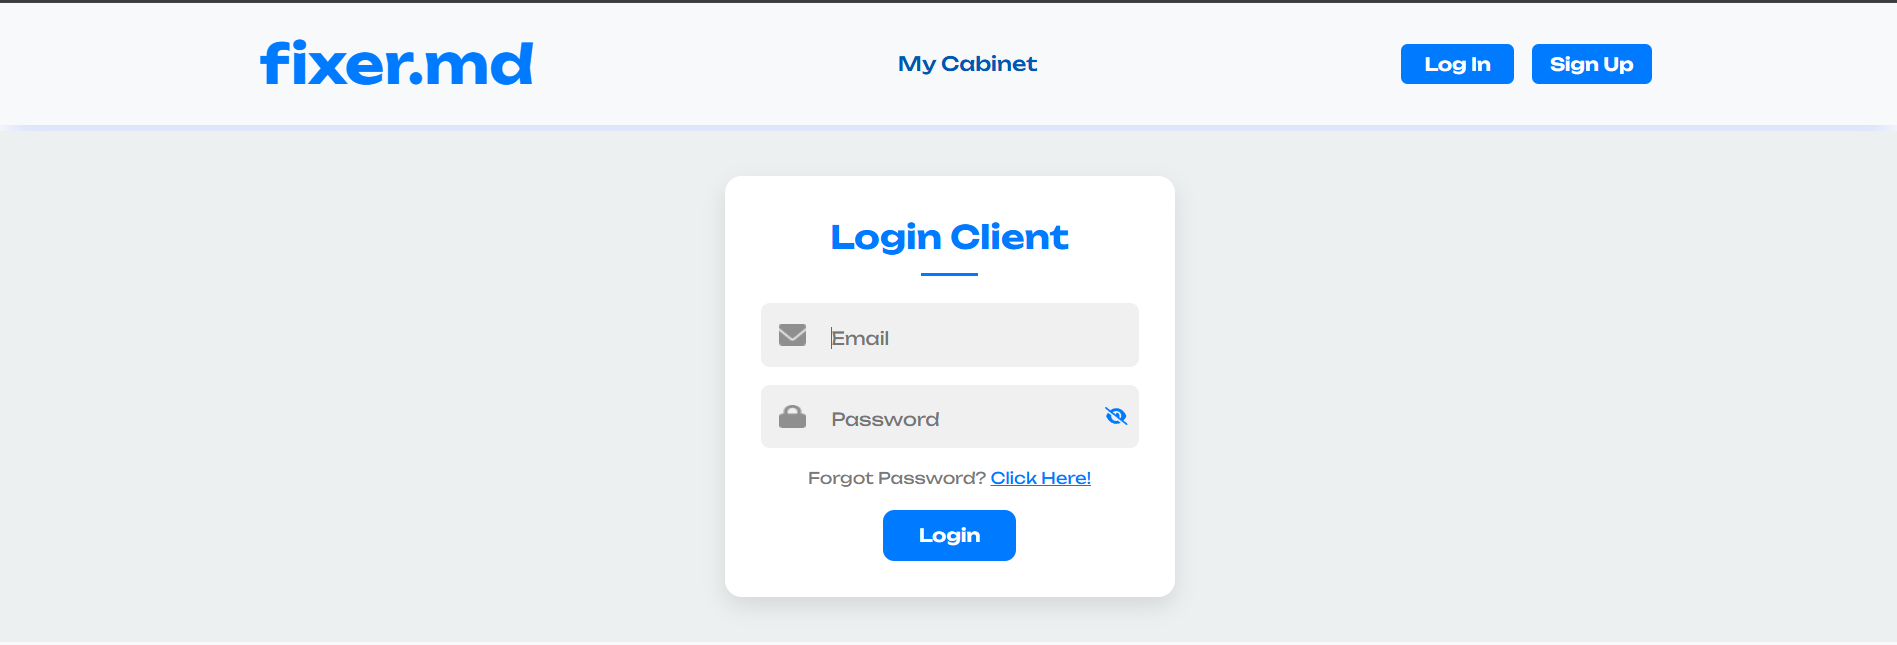 fixer.md
My Cabinet
Log In
Sign Up
Login Client
Email
Password
Forgot Password? Click Here!
Login